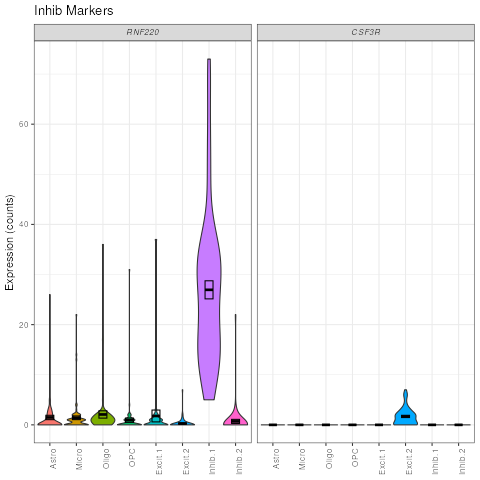 Inhib Markers
RNF220
CSF3R
Expression (counts)
60
40
20
0
Astro
Micro
Oligo
OPC
Excit.1
Excit.2
Inhib.1
Inhib.2
Astro
Micro
Oligo
OPC
Excit.1
Excit.2
Inhib.1
Inhib.2